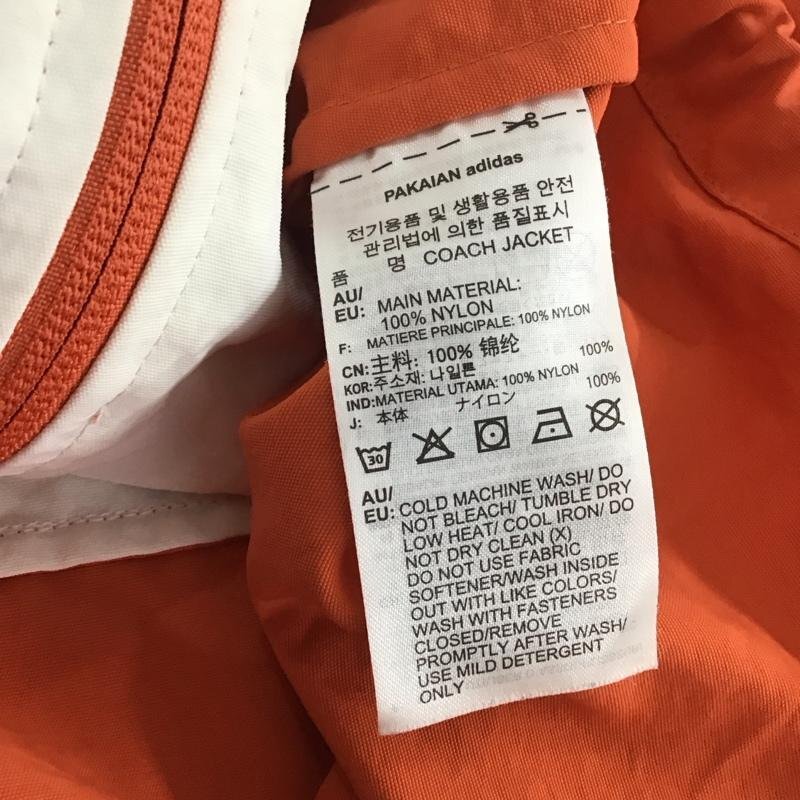 PAKAIAN adidas
전기용품 및 생활용품 안전
관리법에 의한 품질표시
품명 COACH JACKET
AU/EU: MAIN MATERIAL:
100% NYLON
F: MATIERE PRINCIPALE: 100% NYLON
CN: 主料: 100% 锦纶
KOR: 주소재: 나일론 100%
IND: MATERIAL UTAMA: 100% NYLON
J: 本体 ナイロン 100%
30
AU/EU: COLD MACHINE WASH/ DO
NOT BLEACH/ TUMBLE DRY
LOW HEAT/ COOL IRON/ DO
NOT DRY CLEAN (X)
DO NOT USE FABRIC
SOFTENER/WASH INSIDE
OUT WITH LIKE COLORS/
WASH WITH FASTENERS
CLOSED/REMOVE
PROMPTLY AFTER WASH/
USE MILD DETERGENT
ONLY